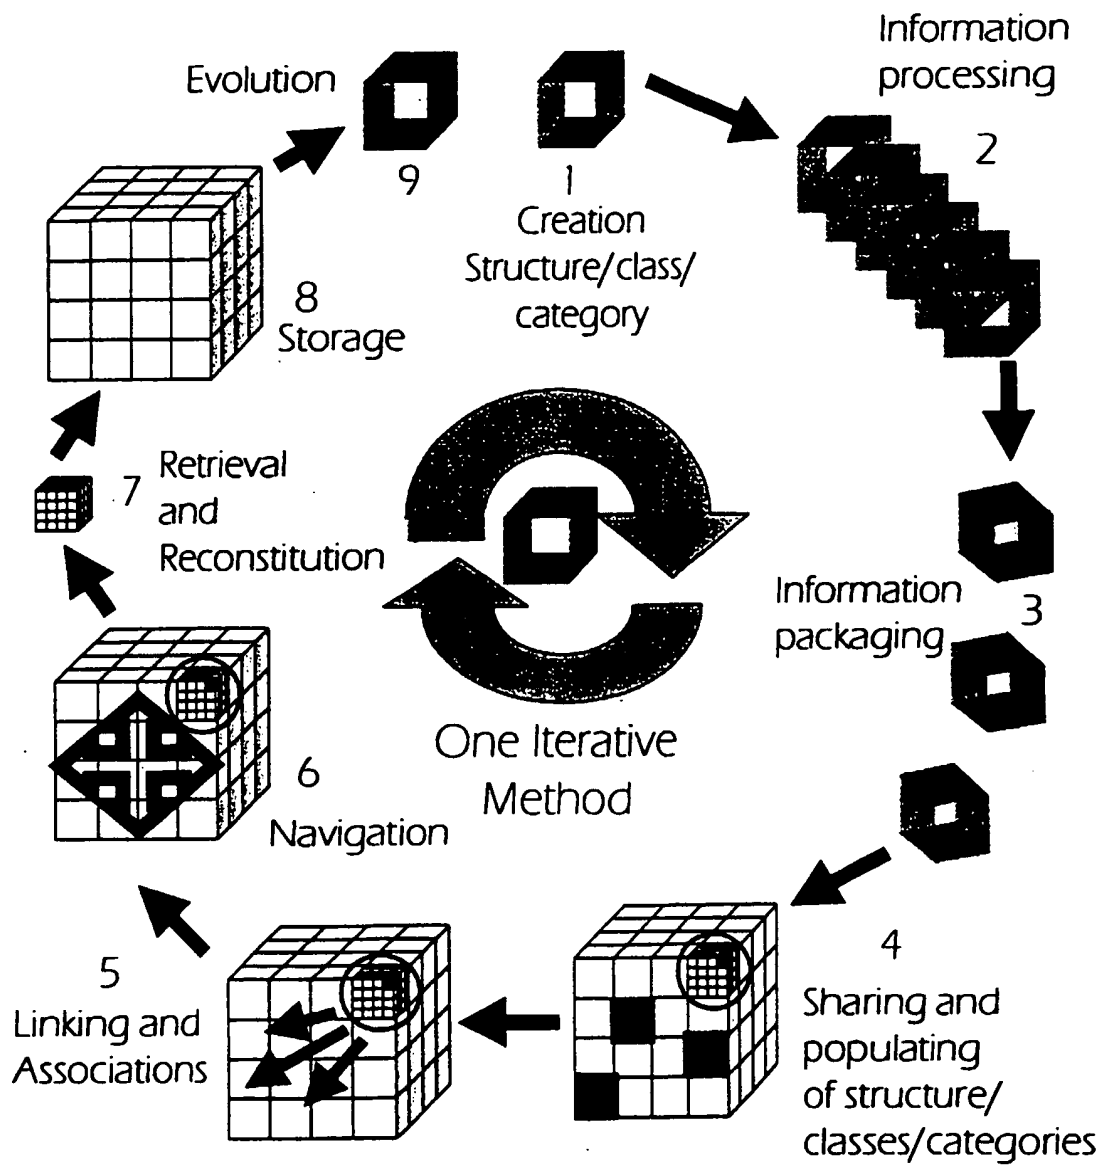 Evolution
9
1
Creation
Structure/class/
category
Information
processing
2
8
Storage
7
Retrieval
and
Reconstitution
Information
packaging
3
One Iterative
Method
6
Navigation
5
Linking and
Associations
4
Sharing and
populating
of structure/
classes/categories